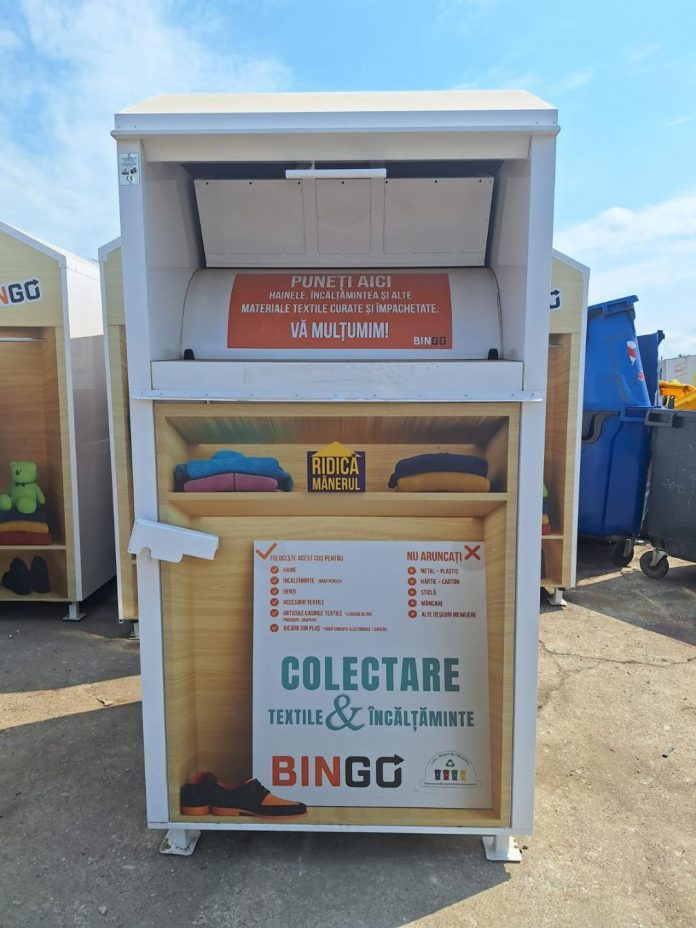 NGO
BINGO
PUNEȚI AICI
HAINELE, ÎNCĂLȚĂMINTEA ȘI ALTE
MATERIALE TEXTILE CURATE ȘI ÎMPACHETATE.
VĂ MULȚUMIM!
BINGO
RIDICĂ
MÂNERUL
FOLOSEȘTE ACEST COȘ PENTRU
HAINE
ÎNCĂLȚĂMINTE
GENȚI
ACCESORII TEXTILE
ARTICOLE CASNICE TEXTILE
JUCĂRII DIN PLUȘ
NU ARUNCAȚI
METAL - PLASTIC
HÂRTIE - CARTON
STICLĂ
MÂNCARE
ALTE DEȘEURI MENAJERE
COLECTARE
TEXTILE & ÎNCĂLȚĂMINTE
BINGO